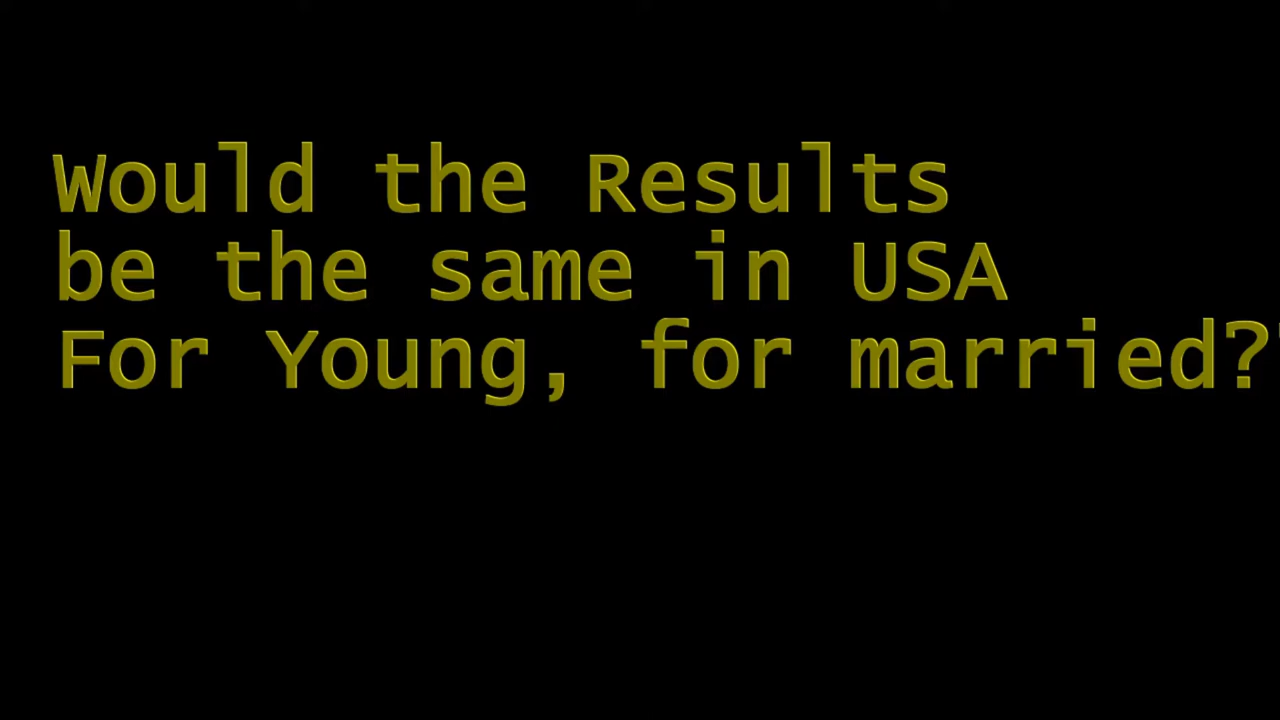 Would the Results
be the same in USA
For Young, for married?